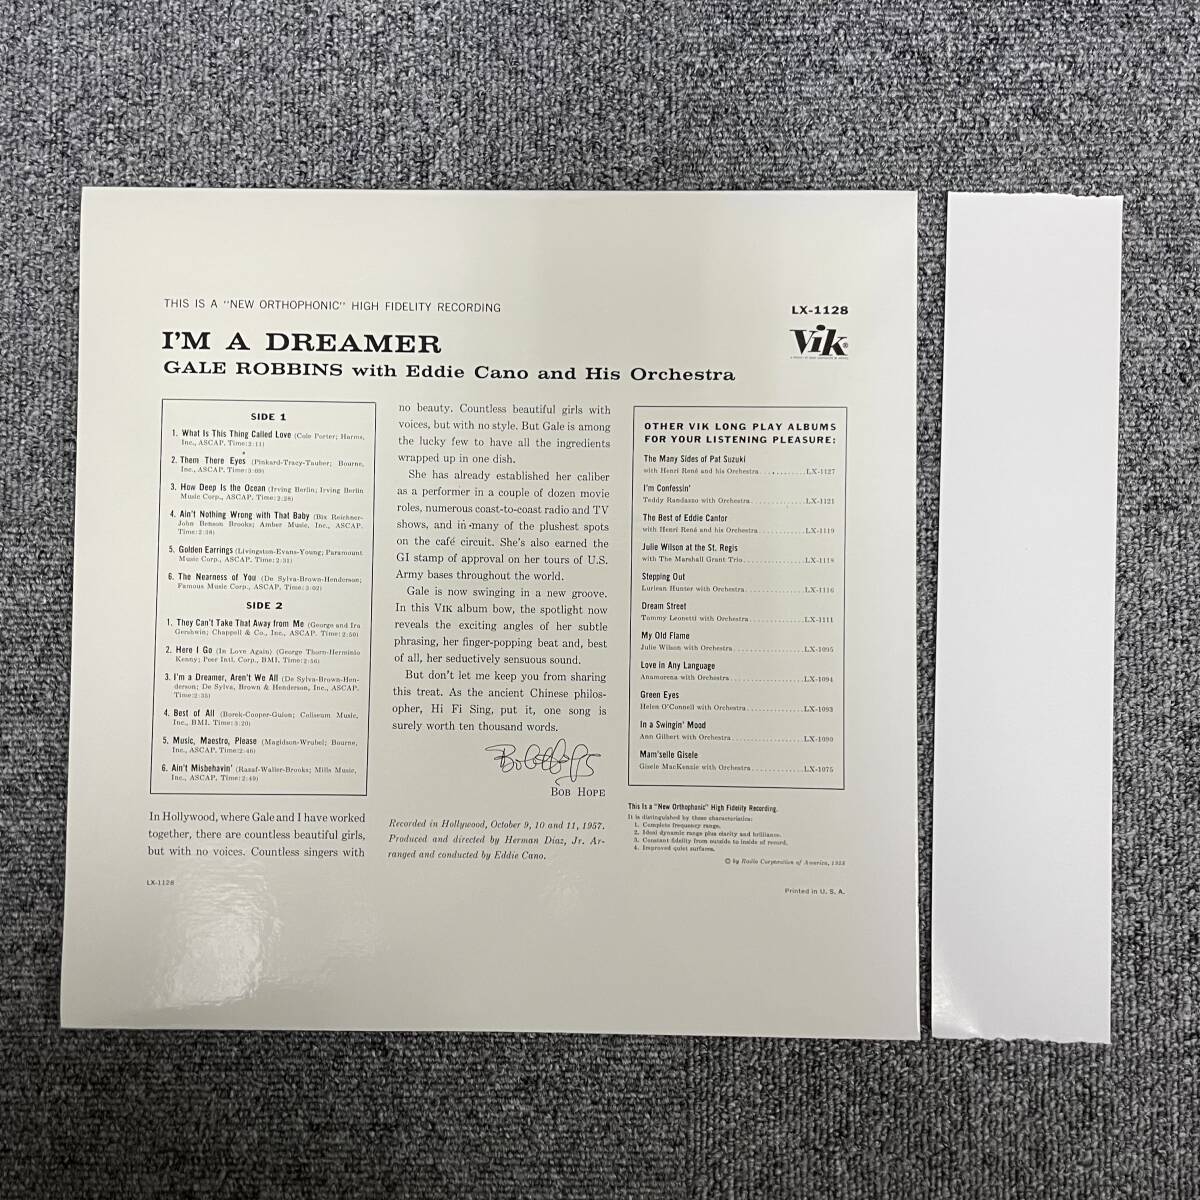 THIS IS A "NEW ORTHOPHONIC" HIGH FIDELITY RECORDING
LX-1128
Vik®
I'M A DREAMER
GALE ROBBINS with Eddie Cano and His Orchestra
SIDE 1
1. What Is This Thing Called Love (Cole Porter; Harms,
Inc., ASCAP. Time: 2:11)
2. Them There Eyes (Pinkard-Tracy-Tauber; Bourne,
Inc., ASCAP. Time: 3:09)
3. How Deep Is the Ocean (Irving Berlin; Irving Berlin
Music Corp., ASCAP. Time: 2:28)
4. Ain't Nothing Wrong with That Baby (Bix Reichner-
John Benson Brooks; Amber Music, Inc., ASCAP.
Time: 2:38)
5. Golden Earrings (Livingston-Evans-Young; Paramount
Music Corp., ASCAP. Time: 2:31)
6. The Nearness of You (De Sylva-Brown-Henderson;
Famous Music Corp., ASCAP. Time: 3:02)
SIDE 2
1. They Can't Take That Away from Me (George and Ira
Gershwin; Chappell & Co., Inc., ASCAP. Time: 2:50)
2. Here I Go (In Love Again) (George Thorn-Herminio
Kenny; Peer Intl. Corp., BMI. Time: 2:56)
3. I'm a Dreamer, Aren't We All (De Sylva-Brown-Hen-
derson; De Sylva, Brown & Henderson, Inc., ASCAP.
Time: 2:35)
4. Best of All (Borek-Cooper-Guion; Coliseum Music,
Inc., BMI. Time: 3:20)
5. Music, Maestro, Please (Magidson-Wrubel; Bourne,
Inc., ASCAP. Time: 2:46)
6. Ain't Misbehavin' (Razaf-Waller-Brooks; Mills Music,
Inc., ASCAP. Time: 2:49)
In Hollywood, where Gale and I have worked
together, there are countless beautiful girls,
but with no voices. Countless singers with
LX-1128
no beauty. Countless beautiful girls with
voices, but with no style. But Gale is among
the lucky few to have all the ingredients
wrapped up in one dish.
She has already established her caliber
as a performer in a couple of dozen movie
roles, numerous coast-to-coast radio and TV
shows, and in many of the plushest spots
on the café circuit. She's also earned the
GI stamp of approval on her tours of U.S.
Army bases throughout the world.
Gale is now swinging in a new groove.
In this VIK album bow, the spotlight now
reveals the exciting angles of her subtle
phrasing, her finger-popping beat and, best
of all, her seductively sensuous sound.
But don't let me keep you from sharing
this treat. As the ancient Chinese philos-
opher, Hi Fi Sing, put it, one song is
surely worth ten thousand words.
Bob Hope
BOB HOPE
Recorded in Hollywood, October 9, 10 and 11, 1957.
Produced and directed by Herman Diaz, Jr. Ar-
ranged and conducted by Eddie Cano.
OTHER VIK LONG PLAY ALBUMS
FOR YOUR LISTENING PLEASURE:
The Many Sides of Pat Suzuki
with Henri René and his Orchestra...........LX-1127
I'm Confessin'
Teddy Randazzo with Orchestra..............LX-1121
The Best of Eddie Cantor
with Henri René and his Orchestra...........LX-1119
Julie Wilson at the St. Regis
with The Marshall Grant Trio...............LX-1118
Stepping Out
Lurlean Hunter with Orchestra..............LX-1116
Dream Street
Tammy Leonetti with Orchestra..............LX-1111
My Old Flame
Julie Wilson with Orchestra................LX-1095
Love in Any Language
Anamorena with Orchestra...................LX-1094
Green Eyes
Helen O'Connell with Orchestra.............LX-1093
In a Swingin' Mood
Ann Gilbert with Orchestra.................LX-1090
Mam'selle Gisele
Gisele MacKenzie with Orchestra............LX-1075
This Is a "New Orthophonic" High Fidelity Recording.
It is distinguished by these characteristics:
1. Complete frequency range.
2. Ideal dynamic range plus clarity and brilliance.
3. Constant fidelity from outside to inside of record.
4. Improved quiet surfaces.
© by Radio Corporation of America, 1958
Printed in U. S. A.